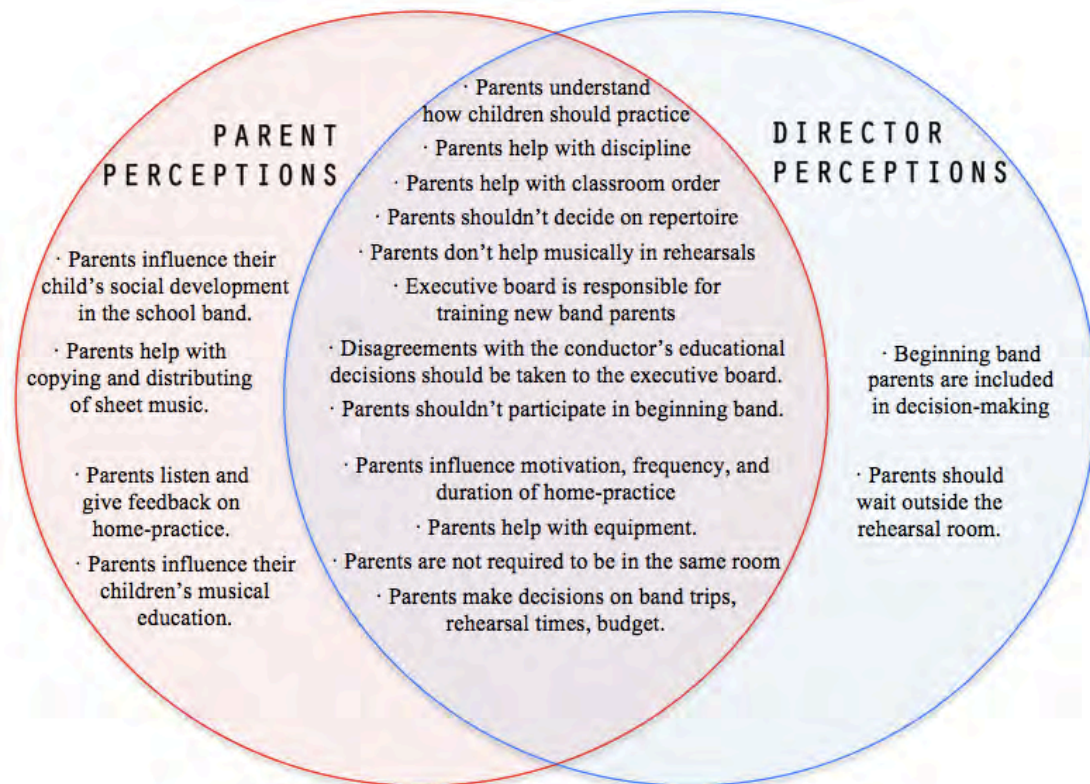 PARENT
PERCEPTIONS
· Parents influence their
child's social development
in the school band.
· Parents help with
copying and distributing
of sheet music.
· Parents listen and
give feedback on
home-practice.
· Parents influence their
children's musical
education.
· Parents understand
how children should practice
· Parents help with discipline
· Parents help with classroom order
· Parents shouldn't decide on repertoire
· Parents don't help musically in rehearsals
· Executive board is responsible for
training new band parents
· Disagreements with the conductor's educational
decisions should be taken to the executive board.
· Parents shouldn't participate in beginning band.
· Parents influence motivation, frequency, and
duration of home-practice
· Parents help with equipment.
· Parents are not required to be in the same room
· Parents make decisions on band trips,
rehearsal times, budget.
DIRECTOR
PERCEPTIONS
· Beginning band
parents are included
in decision-making
· Parents should
wait outside the
rehearsal room.